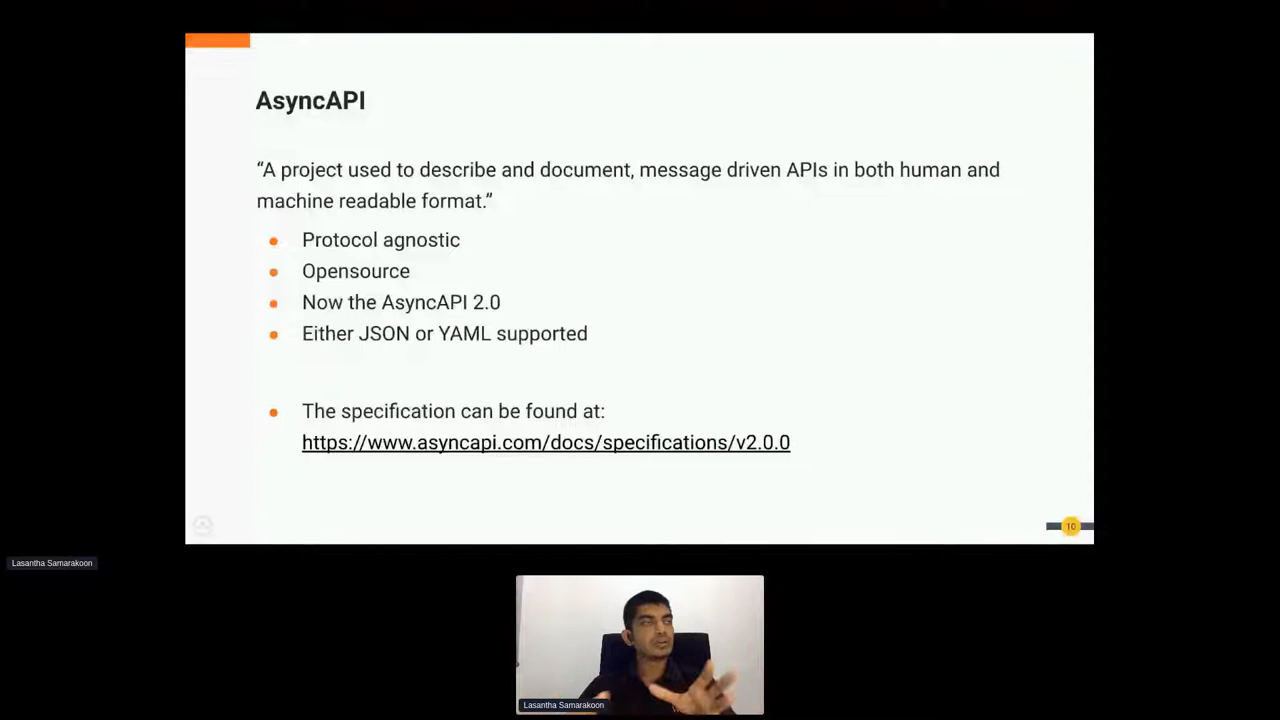 AsyncAPI
“A project used to describe and document, message driven APIs in both human and
machine readable format.”
Protocol agnostic
Opensource
Now the AsyncAPI 2.0
Either JSON or YAML supported
The specification can be found at:
https://www.asyncapi.com/docs/specifications/v2.0.0
10
Lasantha Samarakoon
Lasantha Samarakoon